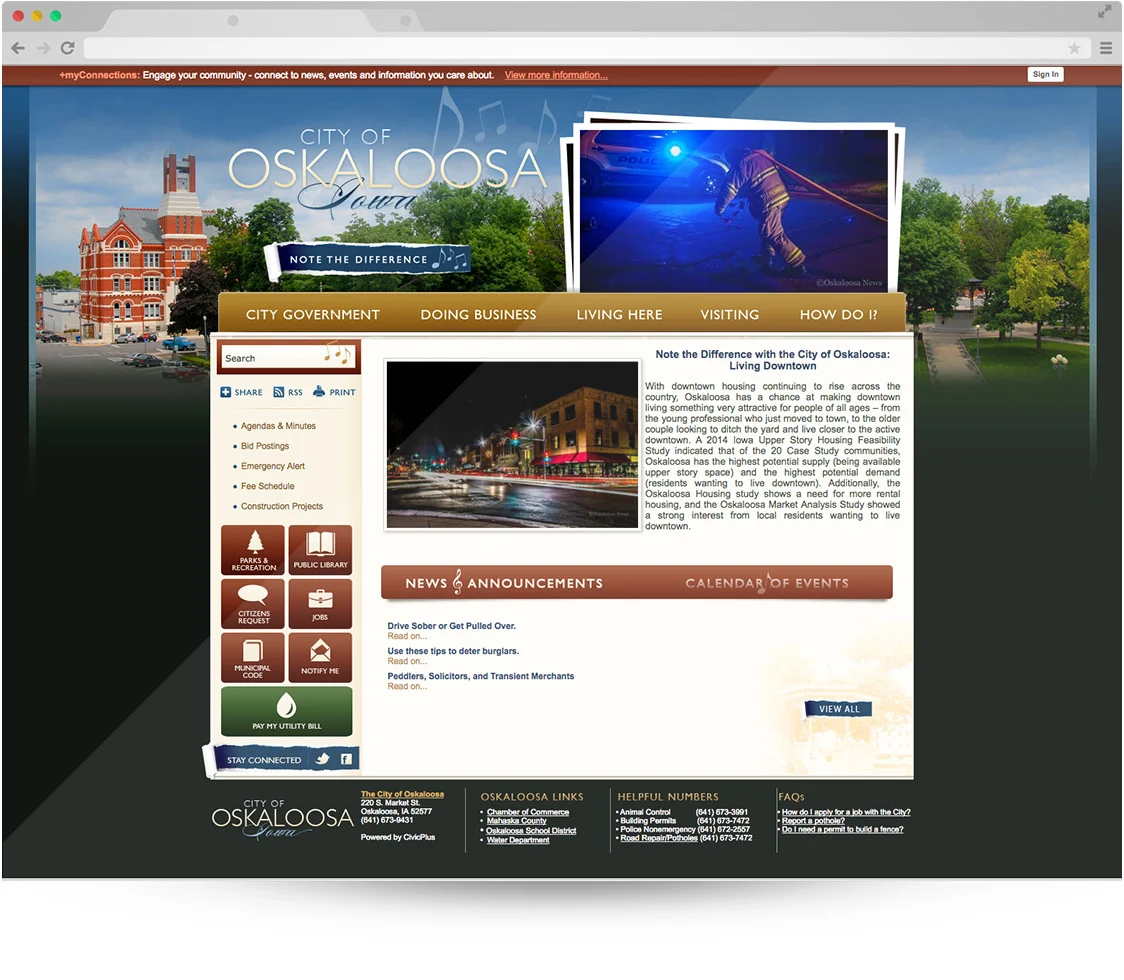 +myConnections: Engage your community - connect to news, events and information you care about. View more information...
Sign In
CITY OF
OSKALOOSA
Iowa
NOTE THE DIFFERENCE
POLICE
©Oskaloosa News
CITY GOVERNMENT DOING BUSINESS LIVING HERE VISITING HOW DO I?
Search
SHARE RSS PRINT
Agendas & Minutes
Bid Postings
Emergency Alert
Fee Schedule
Construction Projects
PARKS &
RECREATION
PUBLIC LIBRARY
CITIZENS
REQUEST
JOBS
MUNICIPAL
CODE
NOTIFY ME
PAY MY UTILITY BILL
STAY CONNECTED
©Oskaloosa News
Note the Difference with the City of Oskaloosa:
Living Downtown
With downtown housing continuing to rise across the
country, Oskaloosa has a chance at making downtown
living something very attractive for people of all ages – from
the young professional who just moved to town, to the older
couple looking to ditch the yard and live closer to the active
downtown. A 2014 Iowa Upper Story Housing Feasibility
Study indicated that of the 20 Case Study communities,
Oskaloosa has the highest potential supply (being available
upper story space) and the highest potential demand
(residents wanting to live downtown). Additionally, the
Oskaloosa Housing study shows a need for more rental
housing, and the Oskaloosa Market Analysis Study showed
a strong interest from local residents wanting to live
downtown.
NEWS ANNOUNCEMENTS CALENDAR OF EVENTS
Drive Sober or Get Pulled Over.
Read on...
Use these tips to deter burglars.
Read on...
Peddlers, Solicitors, and Transient Merchants
Read on...
VIEW ALL
CITY OF
OSKALOOSA
Iowa
The City of Oskaloosa
220 S. Market St.
Oskaloosa, IA 52577
(641) 673-9431
Powered by CivicPlus
OSKALOOSA LINKS
Chamber of Commerce
Mahaska County
Oskaloosa School District
Water Department
HELPFUL NUMBERS
Animal Control (641) 673-3991
Building Permits (641) 673-7472
Police Nonemergency (641) 672-2557
Road Repair/Potholes (641) 673-7472
FAQs
How do I apply for a job with the City?
Report a pothole?
Do I need a permit to build a fence?